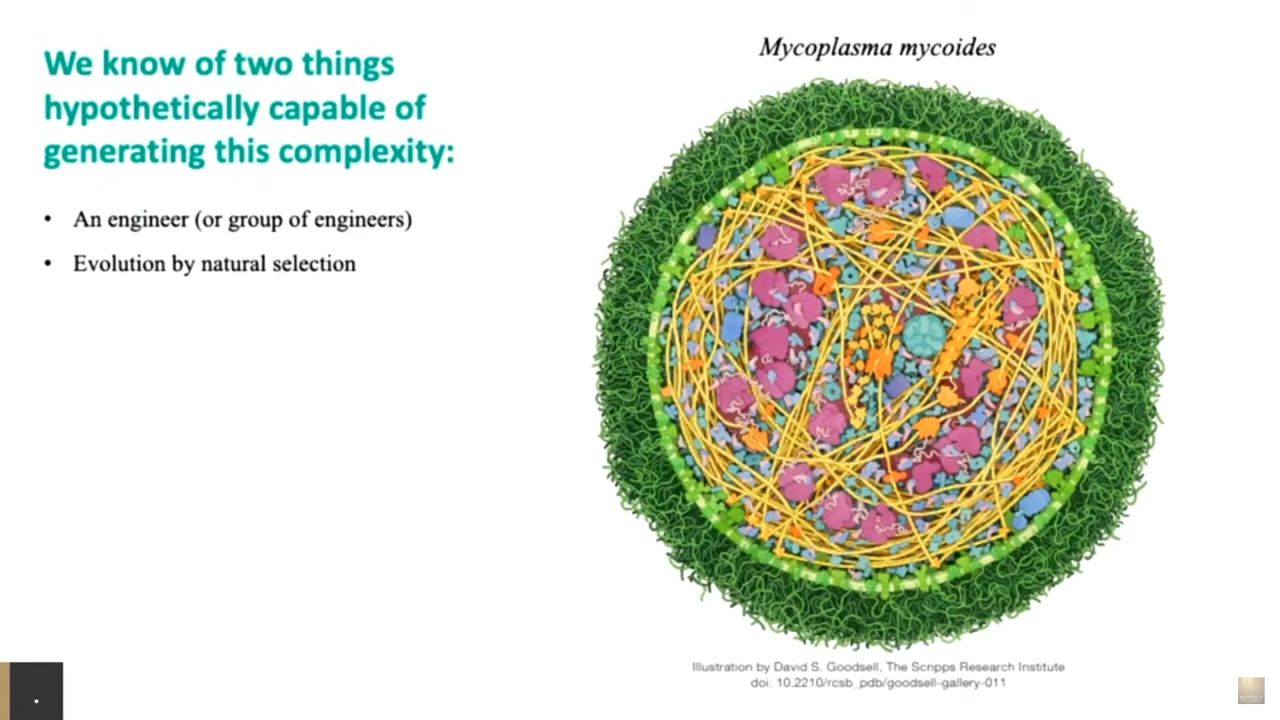 We know of two things
hypothetically capable of
generating this complexity:
• An engineer (or group of engineers)
• Evolution by natural selection
Mycoplasma mycoides
Illustration by David S. Goodsell, The Scripps Research Institute
doi: 10.2210/rcsb_pdb/goodsell-gallery-011